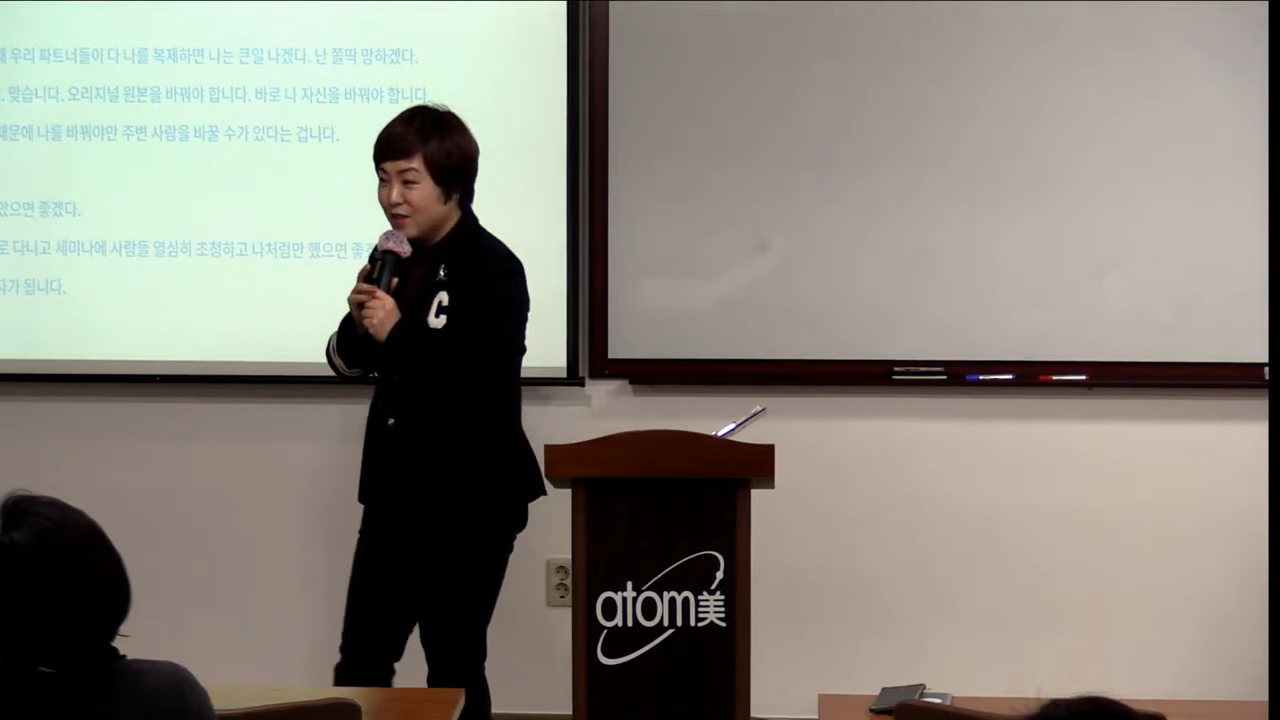 우리 파트너들이 다 나를 복제하면 나는 큰일 나겠다. 난 쫄딱 망하겠다.
맞습니다. 오리지널 원본을 바꿔야 합니다. 바로 나 자신을 바꿔야 합니다.
때문에 나를 바꿔야만 주변 사람을 바꿀 수가 있다는 겁니다.
았으면 좋겠다.
로 다니고 세미나에 사람들 열심히 초청하고 나처럼만 했으면 좋
자가 됩니다.
C
atom美